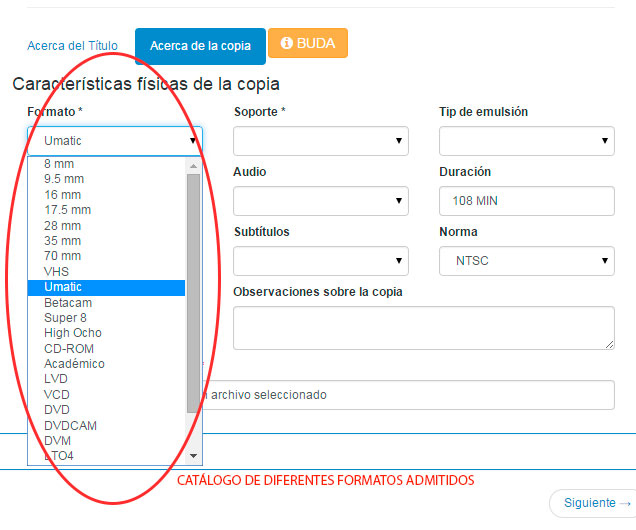 Acerca del Título
Acerca de la copia
BUDA
Características físicas de la copia
Formato *
Soporte *
Tip de emulsión
Umatic
8 mm
9.5 mm
16 mm
17.5 mm
28 mm
35 mm
70 mm
VHS
Umatic
Betacam
Super 8
High Ocho
CD-ROM
Académico
LVD
VCD
DVD
DVDCAM
DVM
LTO4
Audio
Duración
108 MIN
Subtítulos
Norma
NTSC
Observaciones sobre la copia
archivo seleccionado
CATÁLOGO DE DIFERENTES FORMATOS ADMITIDOS
Siguiente →